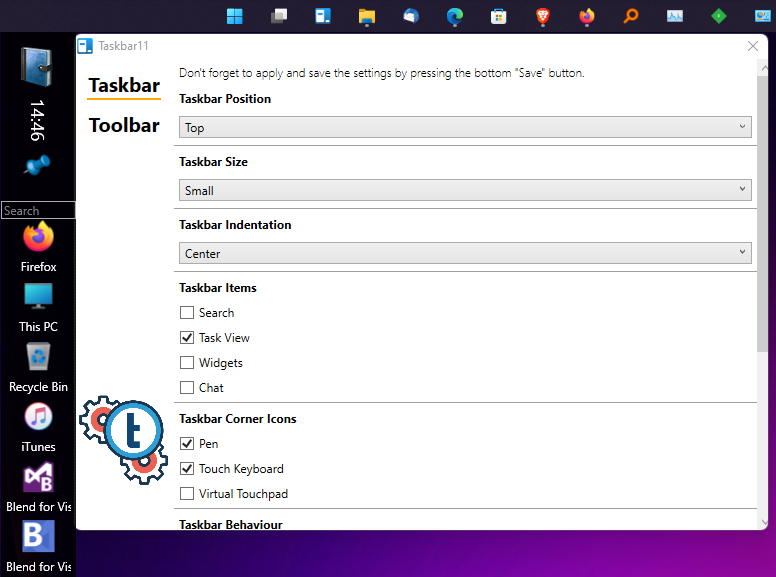 Taskbar11
14:46
Search
Firefox
This PC
Recycle Bin
iTunes
Blend for Vis
B
Blend for Vis
Taskbar
Toolbar
t
Don't forget to apply and save the settings by pressing the bottom "Save" button.
Taskbar Position
Top
Taskbar Size
Small
Taskbar Indentation
Center
Taskbar Items
Search
Task View
Widgets
Chat
Taskbar Corner Icons
Pen
Touch Keyboard
Virtual Touchpad
Taskbar Behaviour